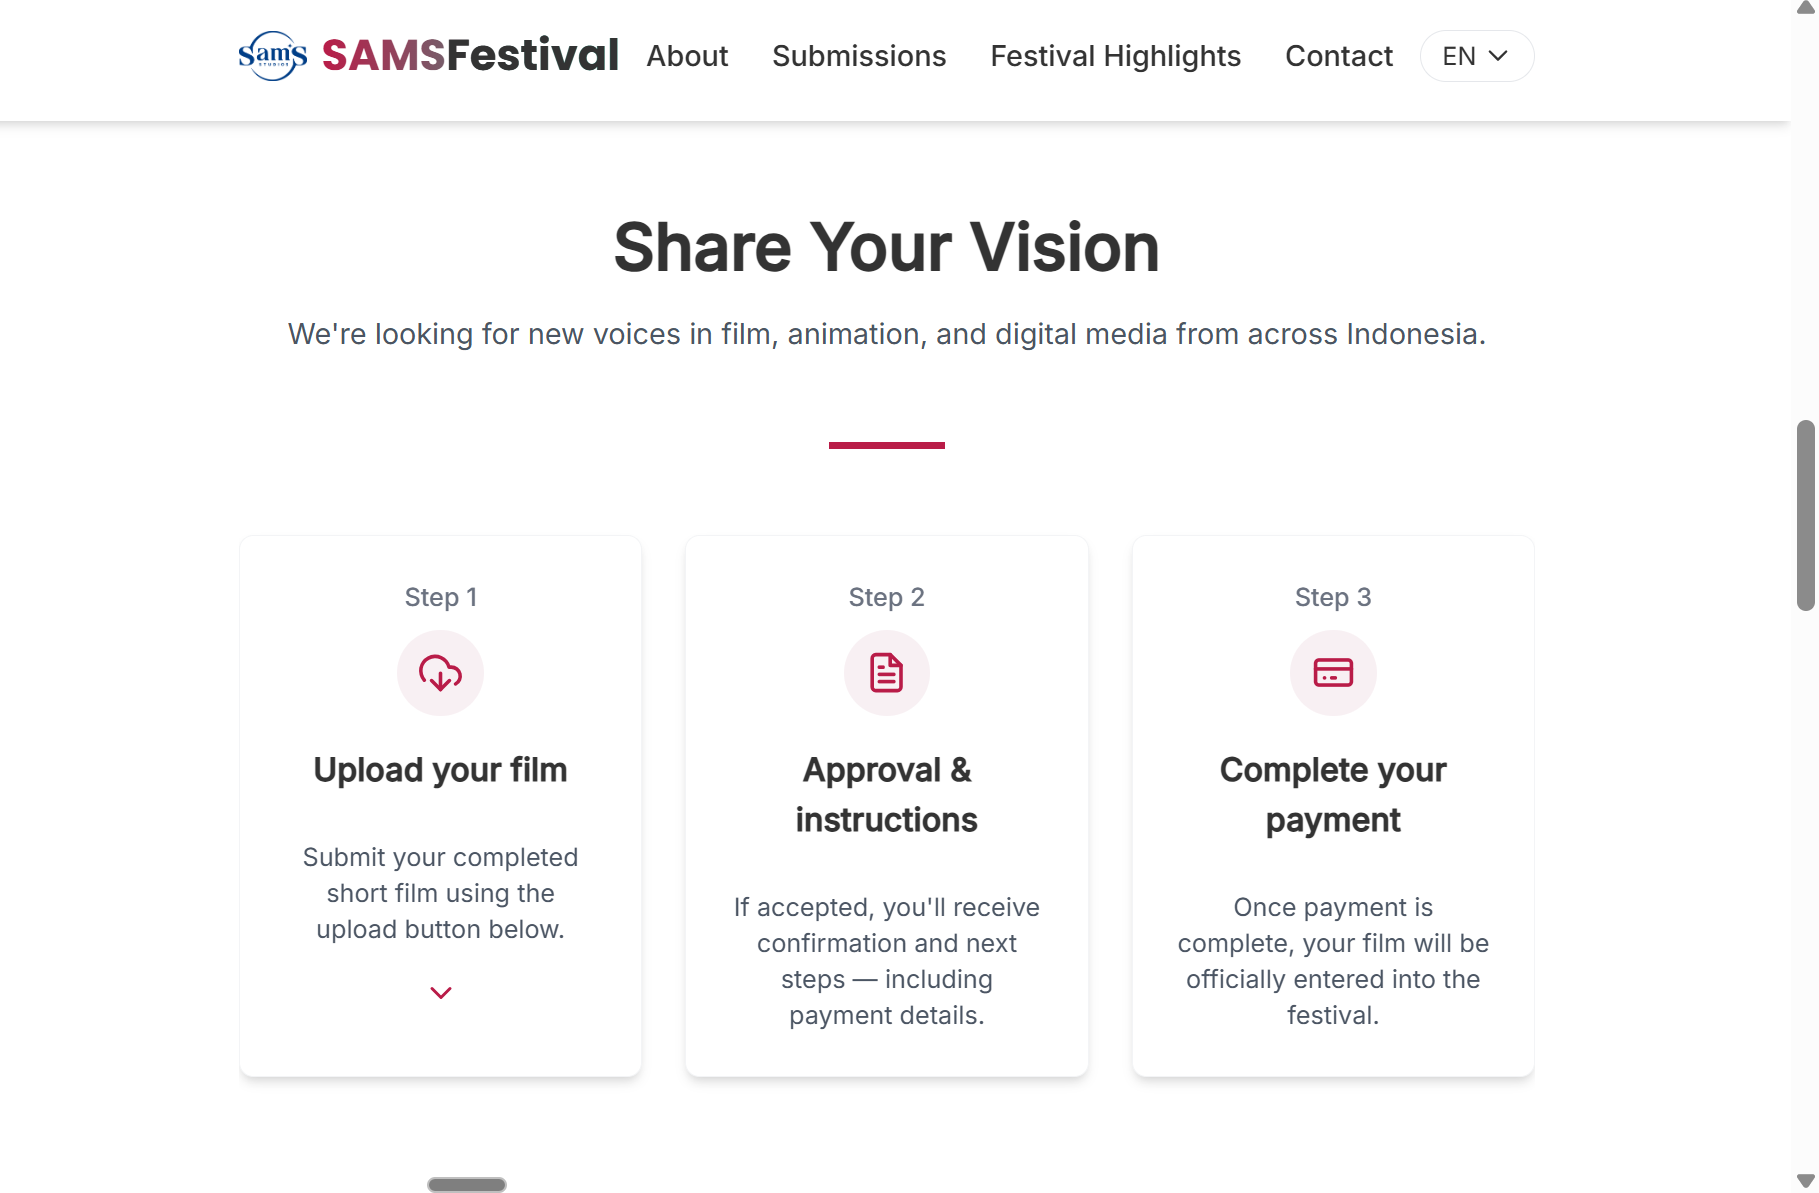 Sam's
STUDIOS
SAMSFestival
About
Submissions
Festival Highlights
Contact
EN
Share Your Vision
We're looking for new voices in film, animation, and digital media from across Indonesia.
Step 1
Upload your film
Submit your completed
short film using the
upload button below.
Step 2
Approval &
instructions
If accepted, you'll receive
confirmation and next
steps — including
payment details.
Step 3
Complete your
payment
Once payment is
complete, your film will be
officially entered into the
festival.